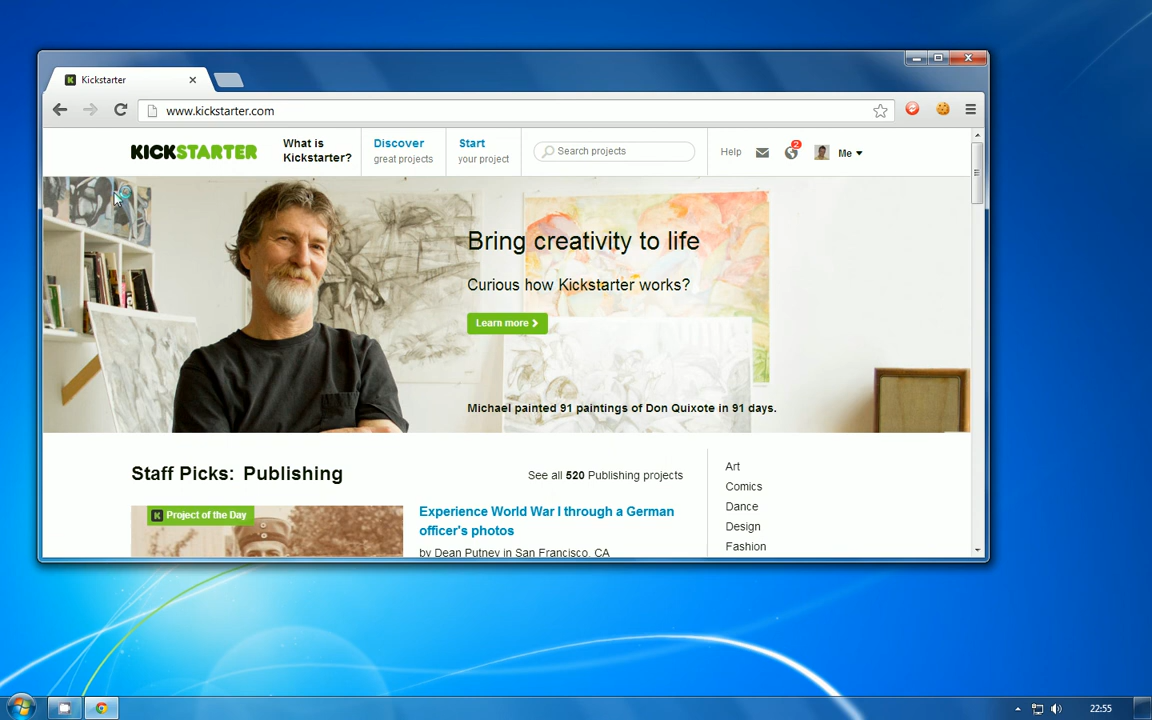 Kickstarter
www.kickstarter.com
KICKSTARTER
What is
Kickstarter?
Discover
great projects
Start
your project
Search projects
Help
2
Me
Bring creativity to life
Curious how Kickstarter works?
Learn more
Michael painted 91 paintings of Don Quixote in 91 days.
Staff Picks: Publishing
See all 520 Publishing projects
K Project of the Day
Experience World War I through a German
officer's photos
by Dean Putney in San Francisco, CA
Art
Comics
Dance
Design
Fashion
22:55